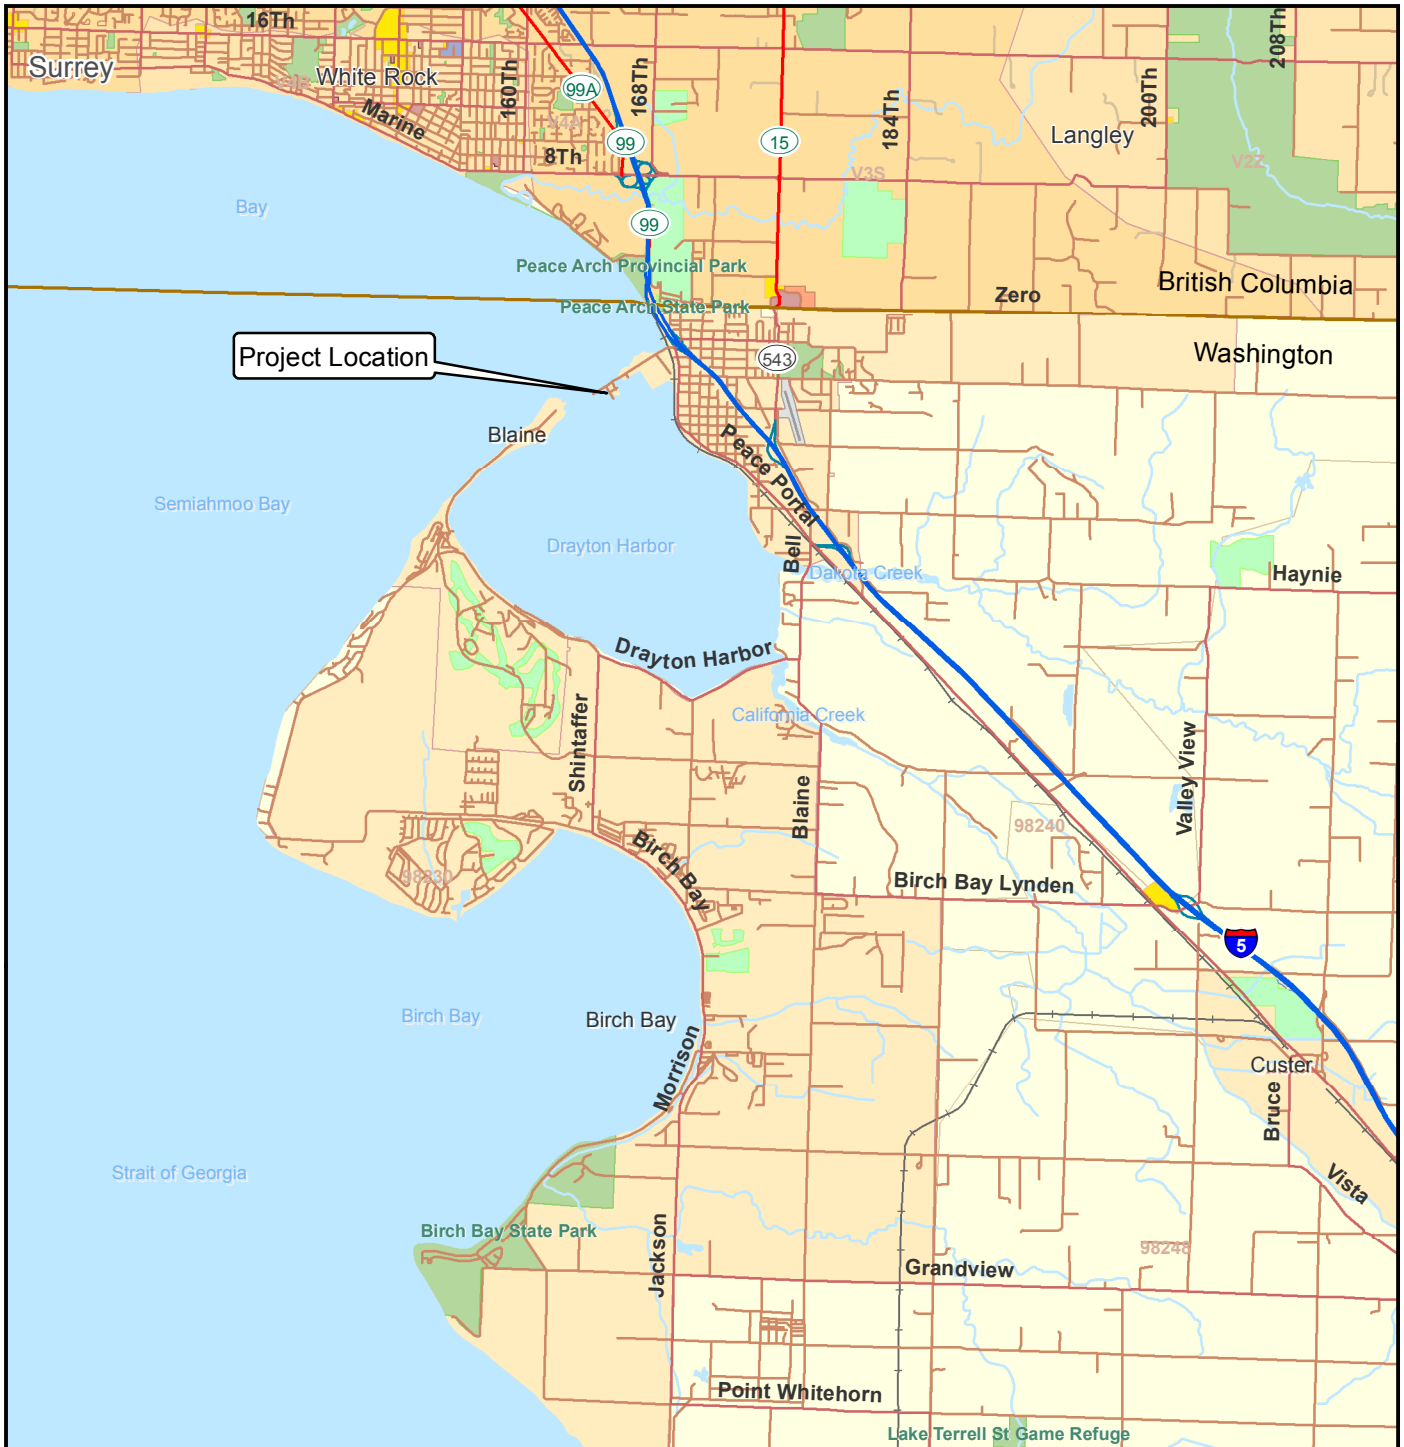 16Th
208Th
Surrey
White Rock
160Th
168Th
99A
200Th
184Th
Marine
V4A
99
15
Langley
8Th
V3S
V2Z
Bay
99
Peace Arch Provincial Park
British Columbia
Zero
Peace Arch State Park
Project Location
543
Washington
Blaine
Peace Portal
Semiahmoo Bay
Drayton Harbor
Bell
Dakota Creek
Haynie
Drayton Harbor
California Creek
Shintaffer
Valley View
Blaine
98240
Birch Bay
98230
Birch Bay Lynden
5
Birch Bay
Birch Bay
Morrison
Custer
Bruce
Strait of Georgia
Vista
Birch Bay State Park
Jackson
98248
Grandview
Point Whitehorn
Lake Terrell St Game Refuge